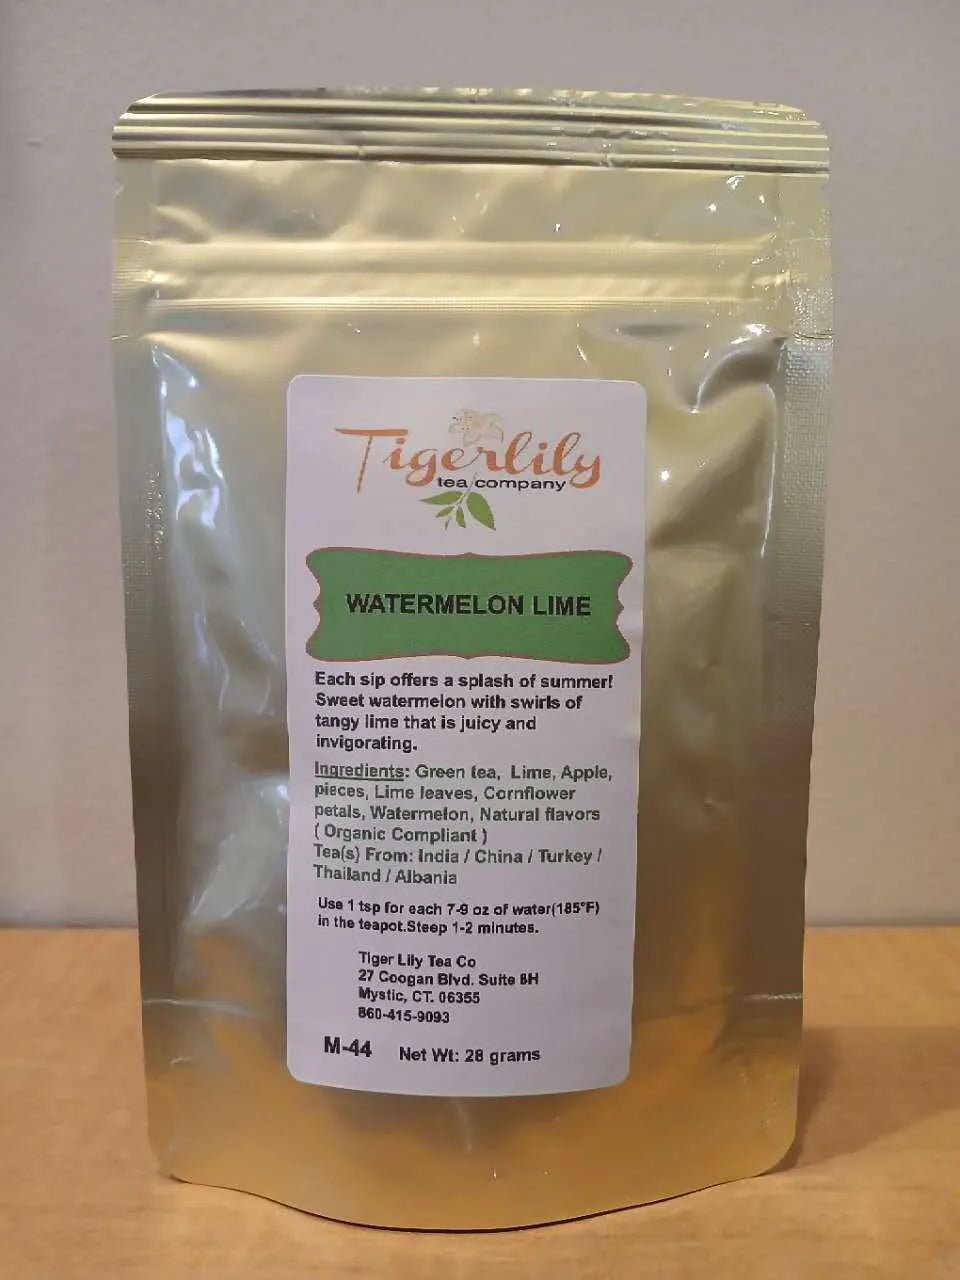 Tigerlily
tea company
WATERMELON LIME
Each sip offers a splash of summer!
Sweet watermelon with swirls of
tangy lime that is juicy and
invigorating.
Ingredients: Green tea, Lime, Apple,
pieces, Lime leaves, Cornflower
petals, Watermelon, Natural flavors
( Organic Compliant )
Tea(s) From: India / China / Turkey /
Thailand / Albania
Use 1 tsp for each 7-9 oz of water(185°F)
in the teapot.Steep 1-2 minutes.
Tiger Lily Tea Co
27 Coogan Blvd. Suite
Mystic, CT. 06355
860-415-9093
M-44 Net Wt: 28 grams